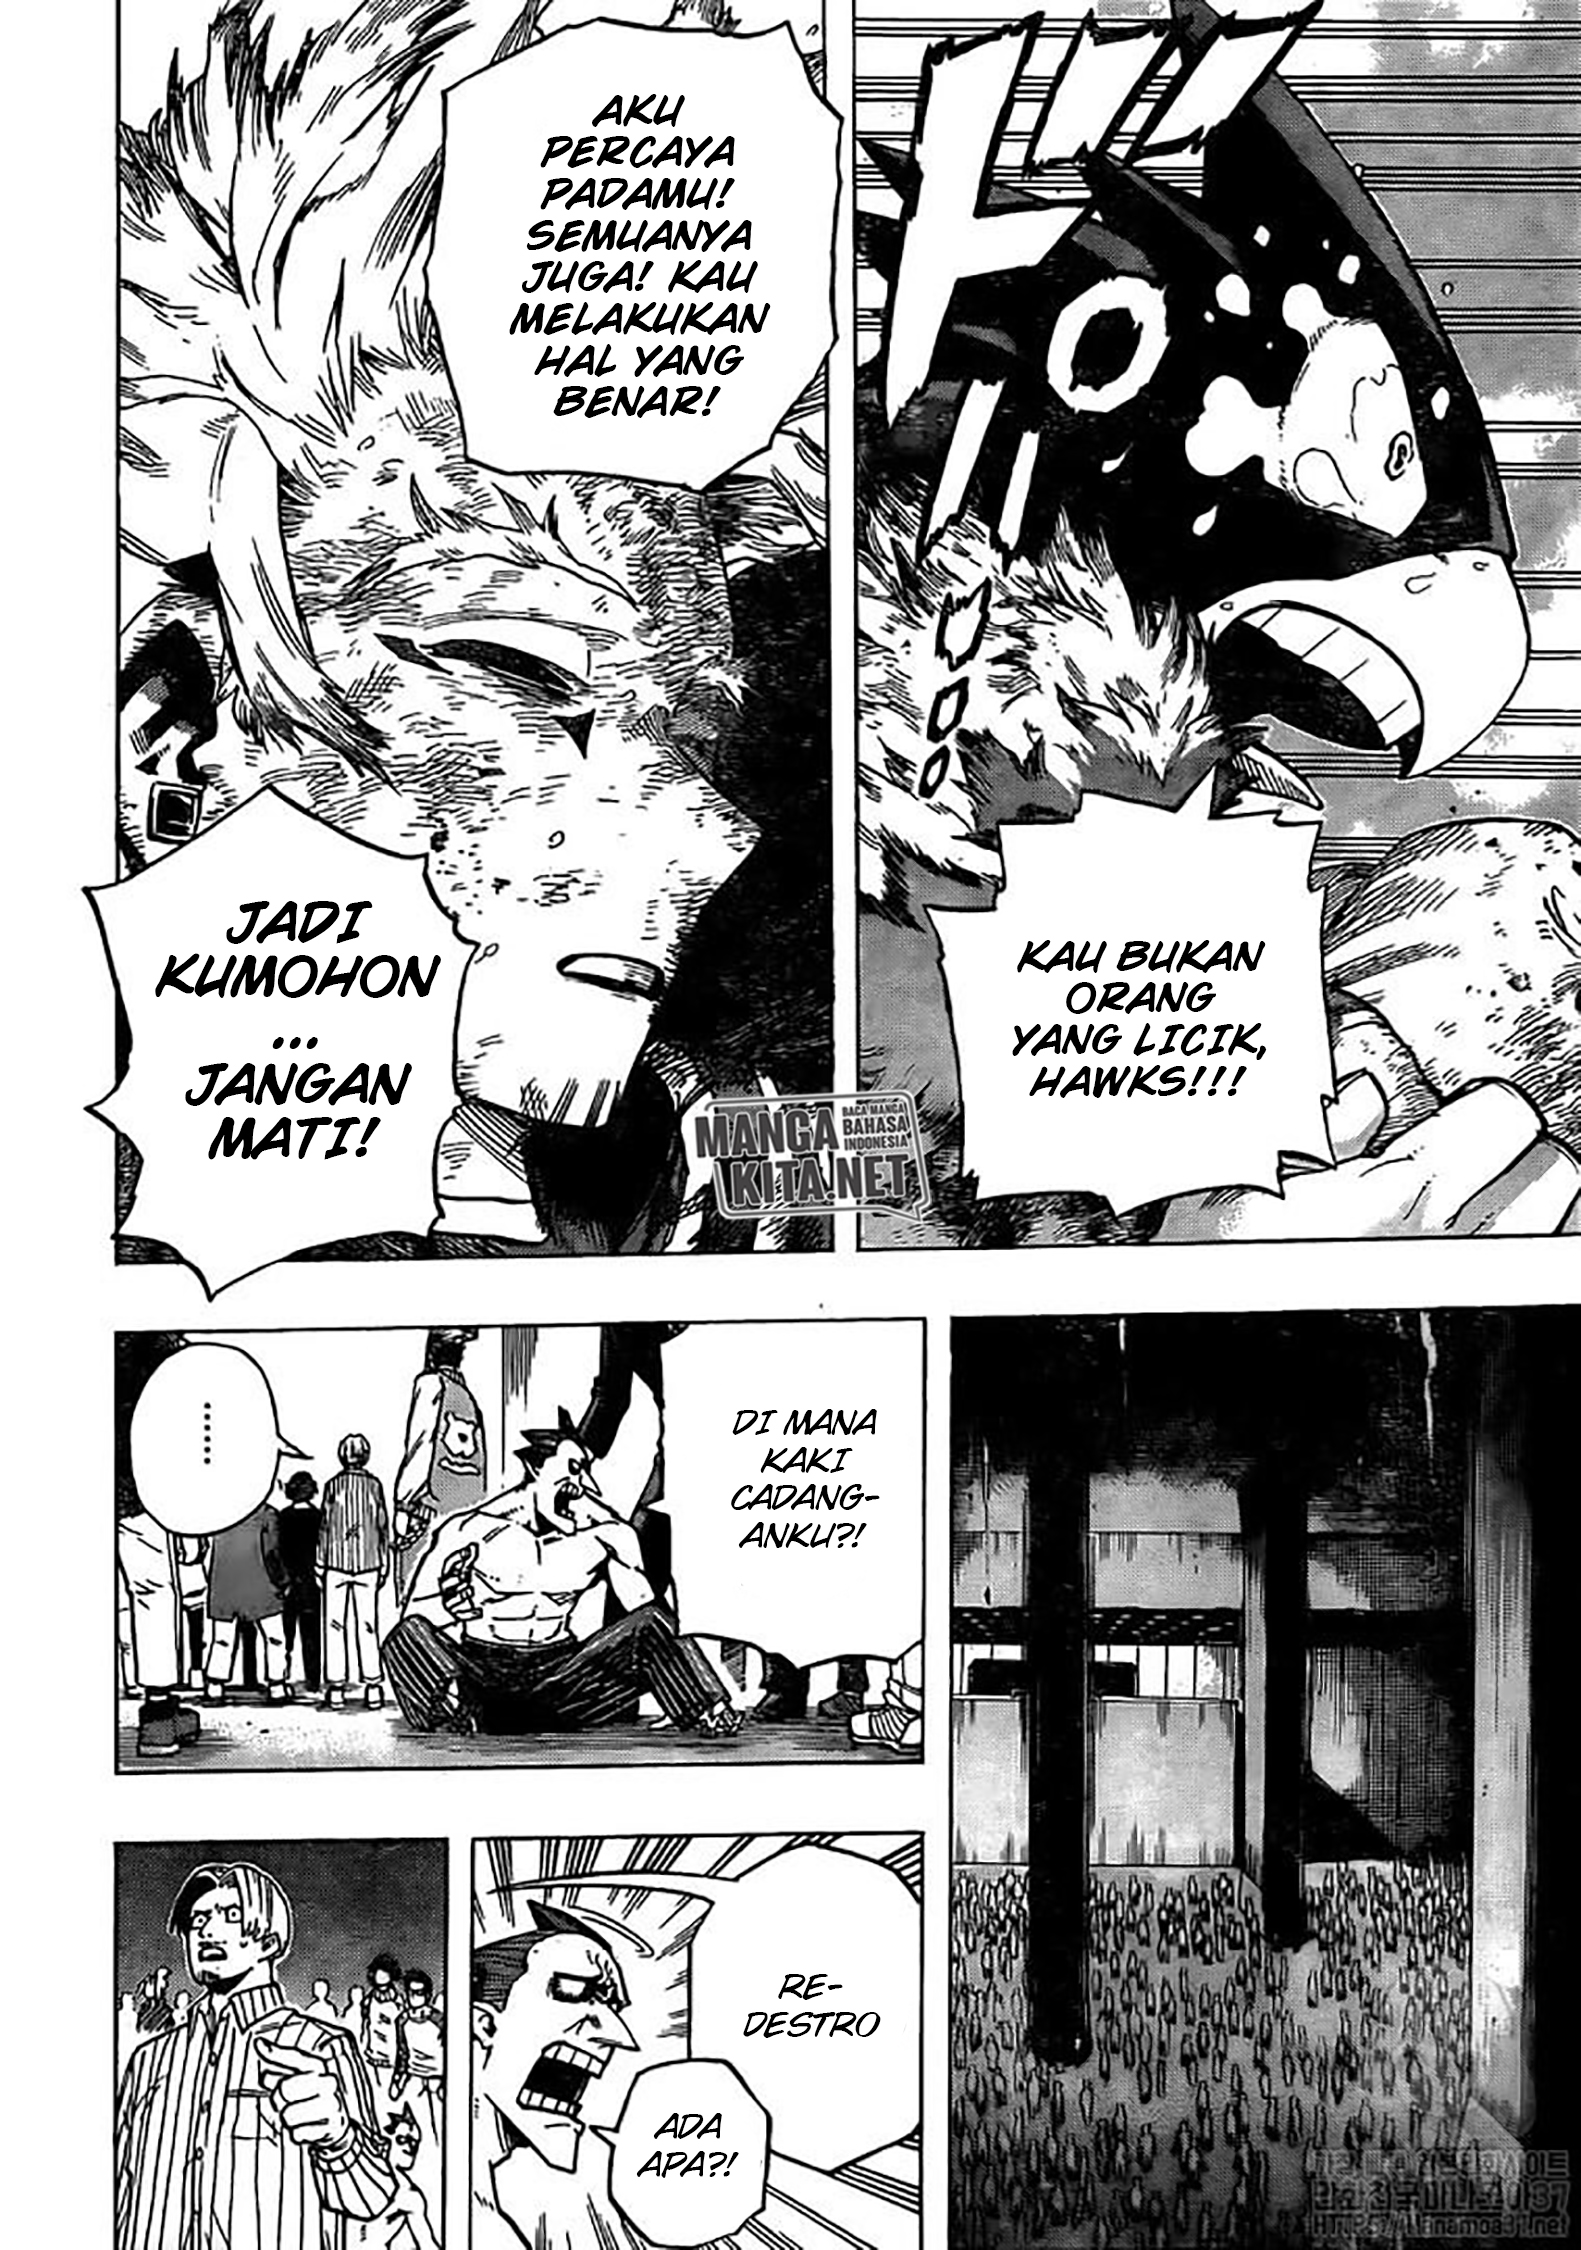 KAU BUKAN
ORANG
YANG LICIK,
HAWKS!!!
AKU
PERCAYA
PADAMU!
SEMUANYA
JUGA! KAU
MELAKUKAN
HAL YANG
BENAR!
JADI
KUMOHON
...
JANGAN
MATI!
MANGA
KITA.NET
BACA MANGA
BAHASA
INDONESIA
DI MANA
KAKI
CADANG-
ANKU?!
......
RE-
DESTRO
ADA
APA?!